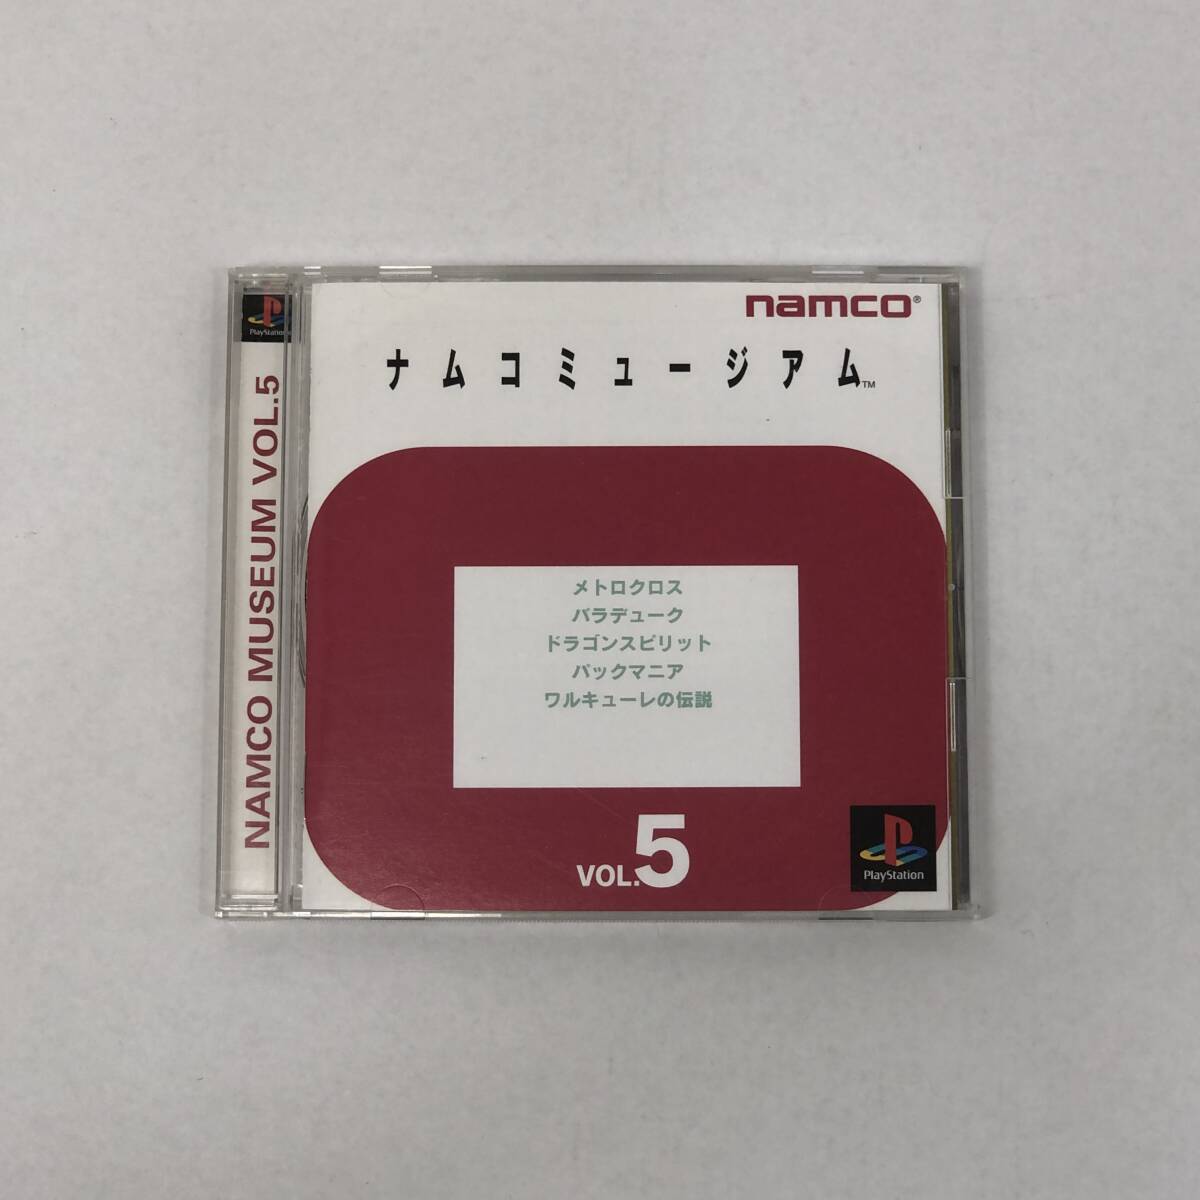 PlayStation
NAMCO MUSEUM VOL.5
namco®
ナムコミュージアム™
メトロクロス
バラデューク
ドラゴンスピリット
パックマニア
ワルキューレの伝説
VOL.5
PlayStation